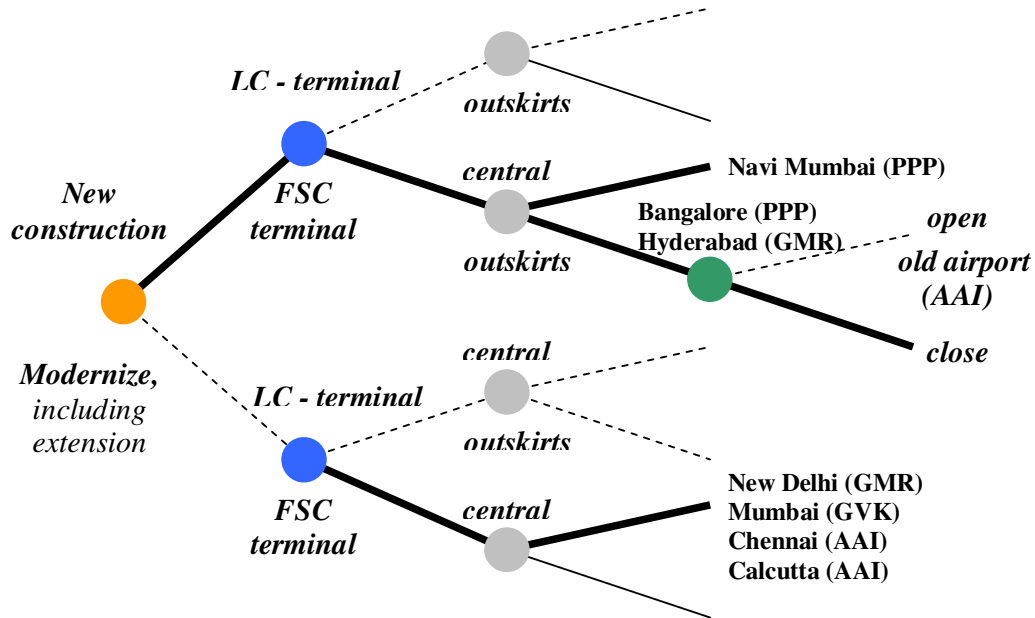 LC - terminal
outskirts
New
construction
FSC
terminal
central
outskirts
Navi Mumbai (PPP)
Bangalore (PPP)
Hyderabad (GMR)
open
old airport
(AAI)
close
Modernize,
including
extension
LC - terminal
central
outskirts
FSC
terminal
central
New Delhi (GMR)
Mumbai (GVK)
Chennai (AAI)
Calcutta (AAI)